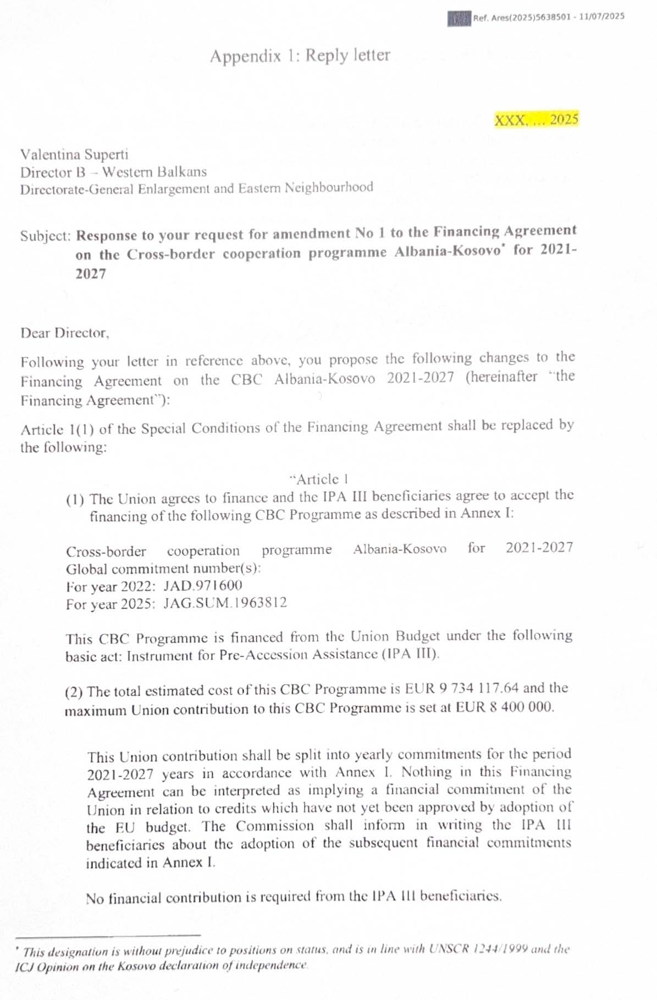 Ref. Ares(2025)5638501 - 11/07/2025
Appendix 1: Reply letter
XXX, ... 2025
Valentina Superti
Director B – Western Balkans
Directorate-General Enlargement and Eastern Neighbourhood
Subject: Response to your request for amendment No 1 to the Financing Agreement
on the Cross-border cooperation programme Albania-Kosovo* for 2021-
2027
Dear Director,
Following your letter in reference above, you propose the following changes to the
Financing Agreement on the CBC Albania-Kosovo 2021-2027 (hereinafter “the
Financing Agreement”):
Article 1(1) of the Special Conditions of the Financing Agreement shall be replaced by
the following:
“Article 1
(1) The Union agrees to finance and the IPA III beneficiaries agree to accept the
financing of the following CBC Programme as described in Annex I:
Cross-border cooperation programme Albania-Kosovo for 2021-2027
Global commitment number(s):
For year 2022: JAD.971600
For year 2025: JAG.SUM.1963812
This CBC Programme is financed from the Union Budget under the following
basic act: Instrument for Pre-Accession Assistance (IPA III).
(2) The total estimated cost of this CBC Programme is EUR 9 734 117.64 and the
maximum Union contribution to this CBC Programme is set at EUR 8 400 000.
This Union contribution shall be split into yearly commitments for the period
2021-2027 years in accordance with Annex I. Nothing in this Financing
Agreement can be interpreted as implying a financial commitment of the
Union in relation to credits which have not yet been approved by adoption of
the EU budget. The Commission shall inform in writing the IPA III
beneficiaries about the adoption of the subsequent financial commitments
indicated in Annex I.
No financial contribution is required from the IPA III beneficiaries.
* This designation is without prejudice to positions on status, and is in line with UNSCR 1244/1999 and the
ICJ Opinion on the Kosovo declaration of independence.